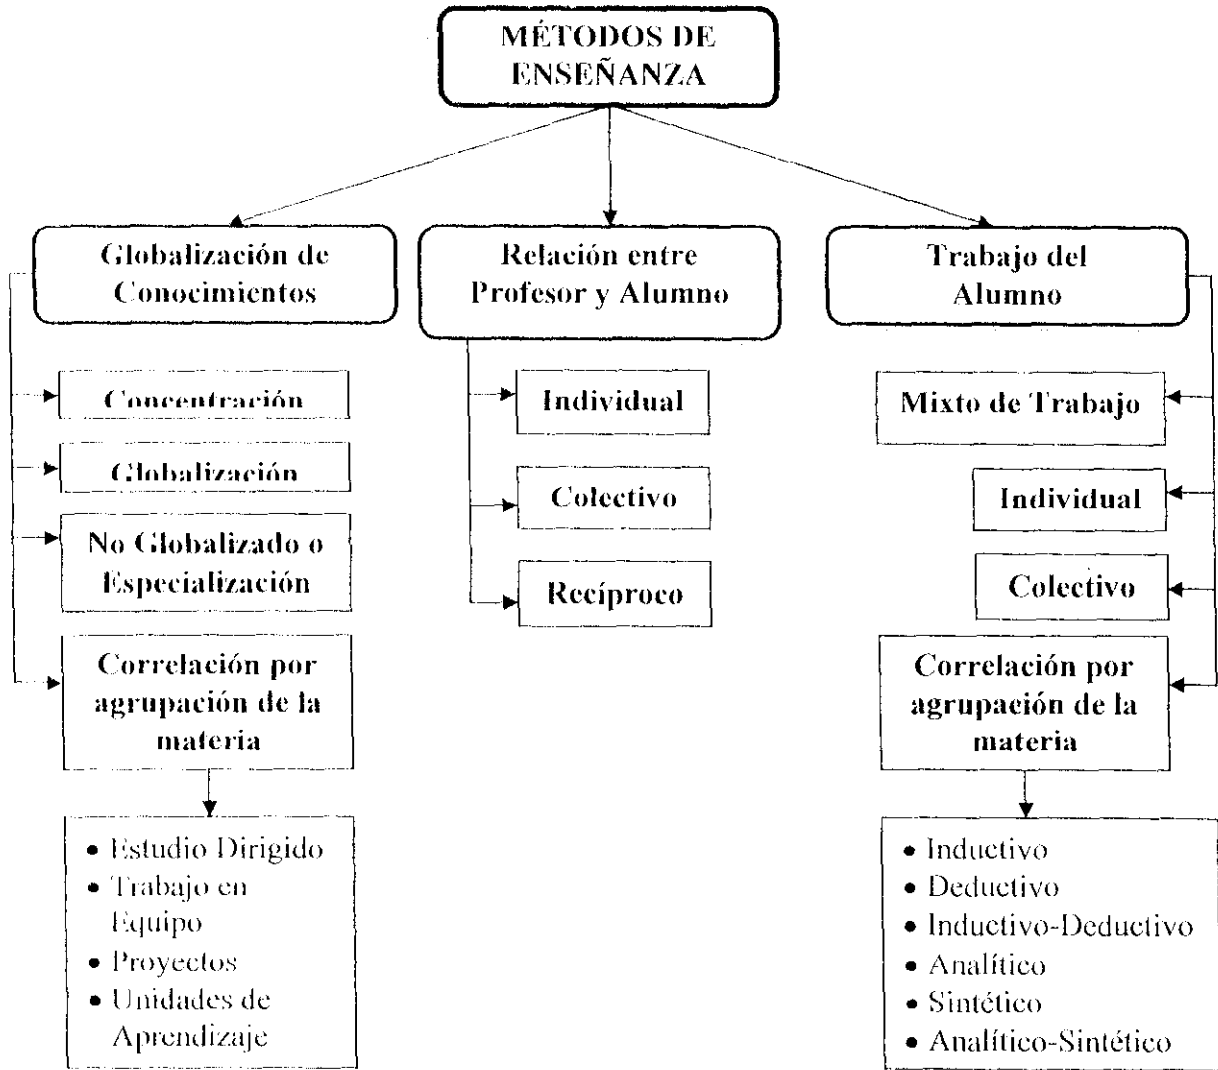 MÉTODOS DE
ENSEÑANZA
Globalización de
Conocimientos
Relación entre
Profesor y Alumno
Trabajo del
Alumno
Concentración
Globalización
No Globalizado o
Especialización
Correlación por
agrupación de la
materia
• Estudio Dirigido
• Trabajo en
Equipo
• Proyectos
• Unidades de
Aprendizaje
Individual
Colectivo
Recíproco
Mixto de Trabajo
Individual
Colectivo
Correlación por
agrupación de la
materia
• Inductivo
• Deductivo
• Inductivo-Deductivo
• Analítico
• Sintético
• Analítico-Sintético